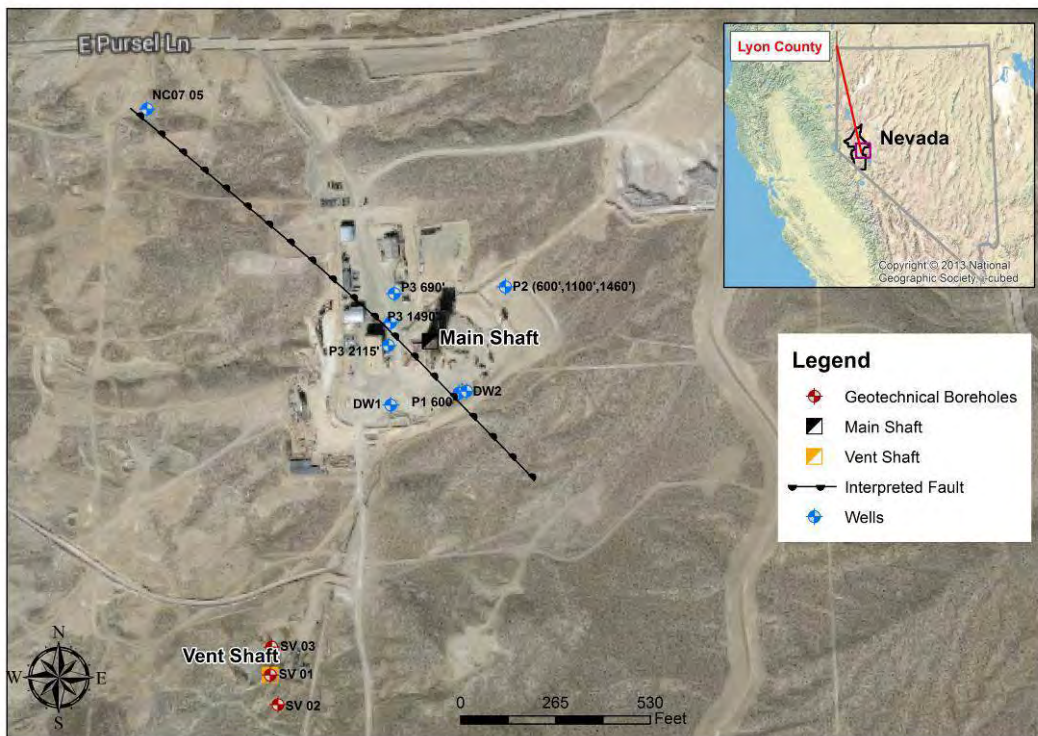 E Pursel Ln
NC07 05
P3 690'
P2 (600',1100',1460')
P3 1490'
Main Shaft
P3 2115'
P1 600
DW2
DW1
SV 03
Vent Shaft
SV 01
SV 02
N
W
E
S
0 265 530
Feet
Lyon County
Nevada
Copyright © 2013 National
Geographic Society, i-cubed
Legend
Geotechnical Boreholes
Main Shaft
Vent Shaft
Interpreted Fault
Wells